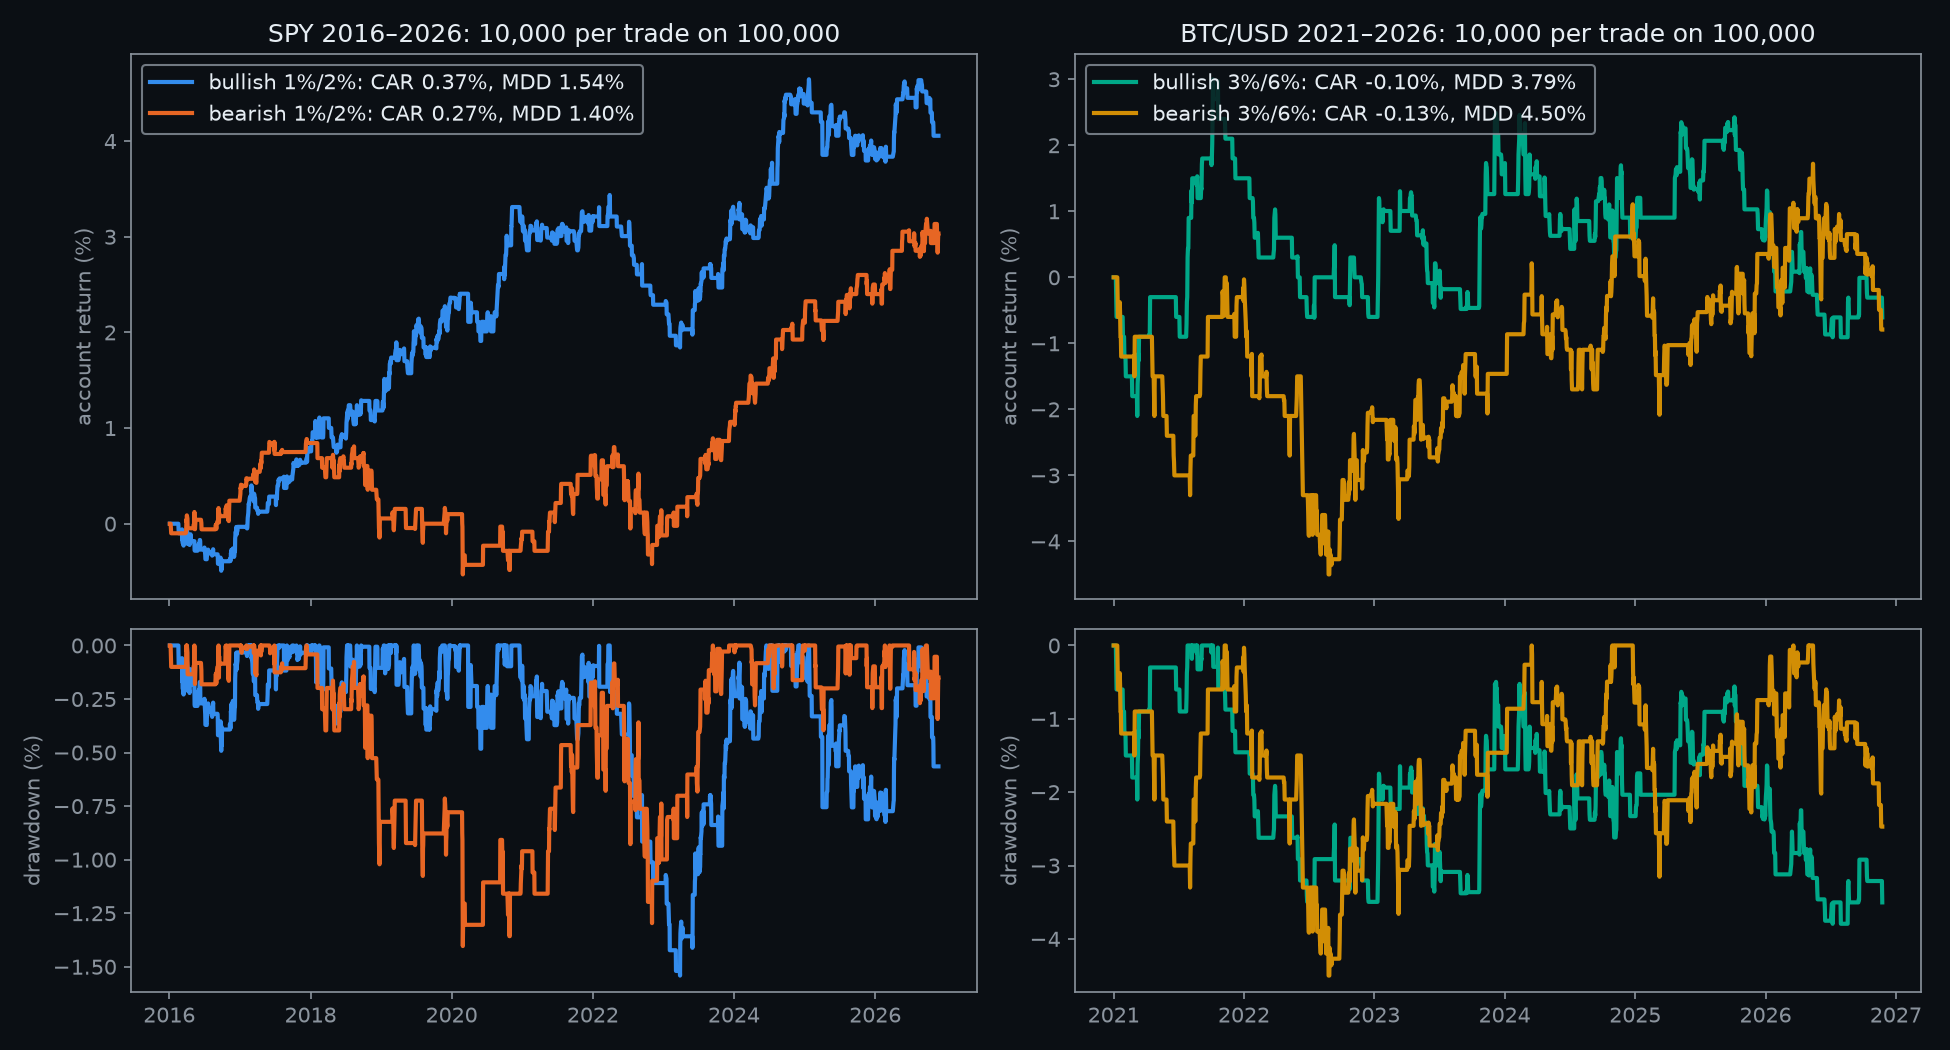 SPY 2016–2026: 10,000 per trade on 100,000
bullish 1%/2%: CAR 0.37%, MDD 1.54%
bearish 1%/2%: CAR 0.27%, MDD 1.40%
account return (%)
4
3
2
1
0
BTC/USD 2021–2026: 10,000 per trade on 100,000
bullish 3%/6%: CAR -0.10%, MDD 3.79%
bearish 3%/6%: CAR -0.13%, MDD 4.50%
account return (%)
3
2
1
0
−1
−2
−3
−4
drawdown (%)
0.00
−0.25
−0.50
−0.75
−1.00
−1.25
−1.50
2016 2018 2020 2022 2024 2026
drawdown (%)
0
−1
−2
−3
−4
2021 2022 2023 2024 2025 2026 2027